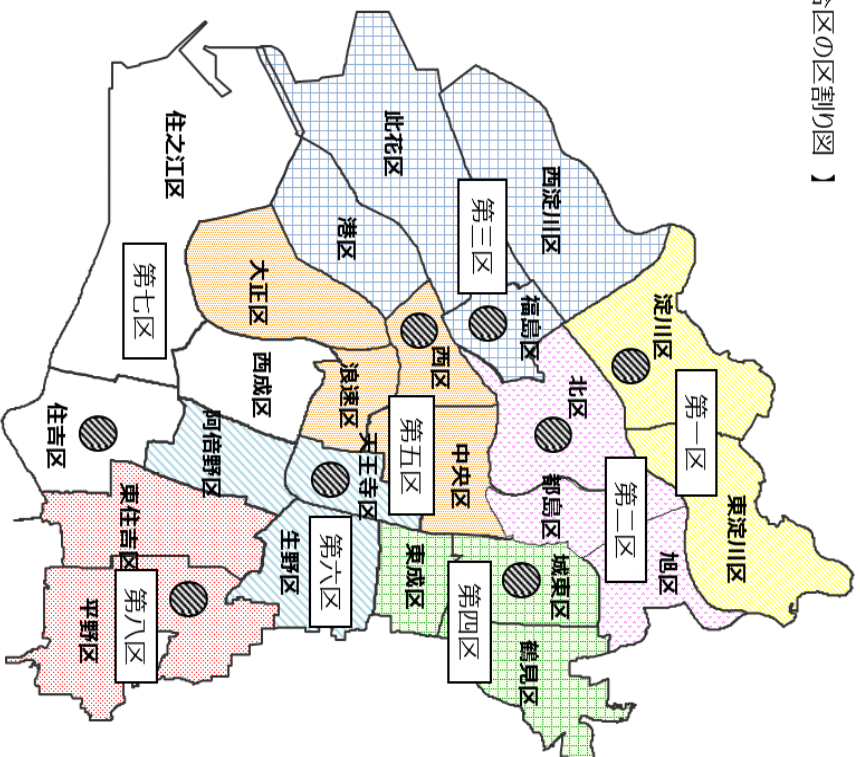 合区の区割り図 】
東淀川区
第一区
淀川区
旭区
第二区
北区
都島区
西淀川区
福島区
第三区
城東区
鶴見区
第四区
西区
中央区
此花区
第五区
東成区
港区
天王寺区
浪速区
第六区
生野区
大正区
西成区
阿倍野区
住之江区
第七区
東住吉区
第八区
平野区
住吉区